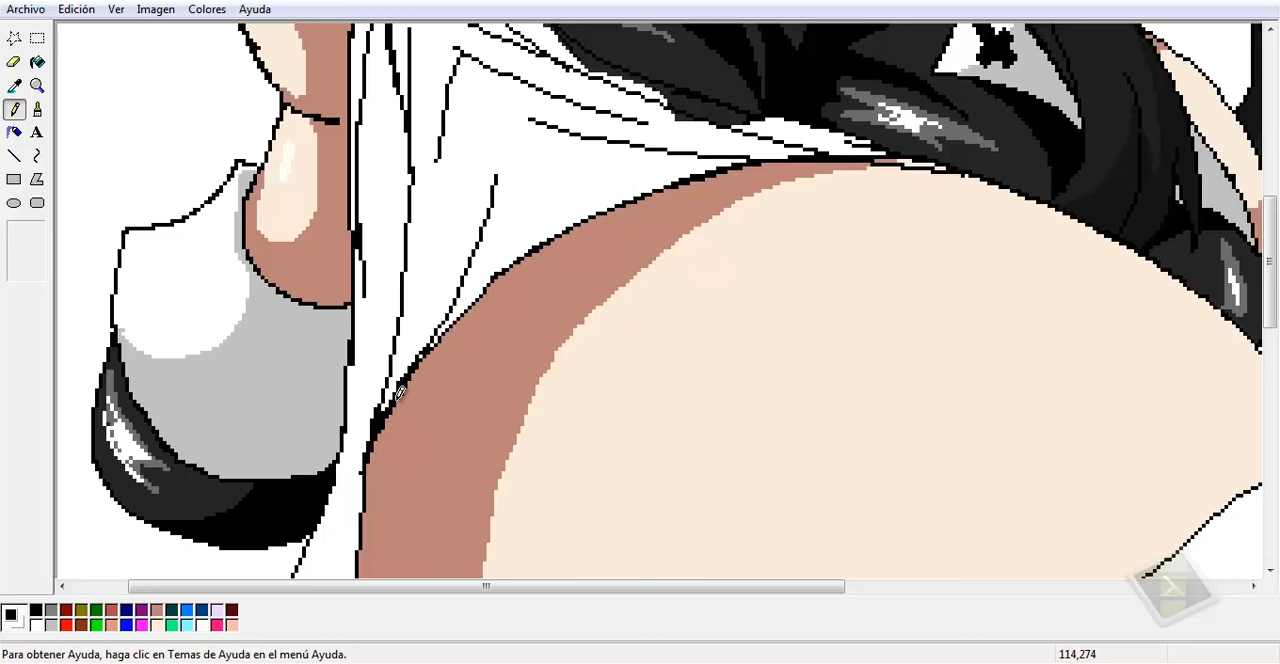 Archivo Edición Ver Imagen Colores Ayuda
A
Para obtener Ayuda, haga clic en Temas de Ayuda en el menú Ayuda. 114,274